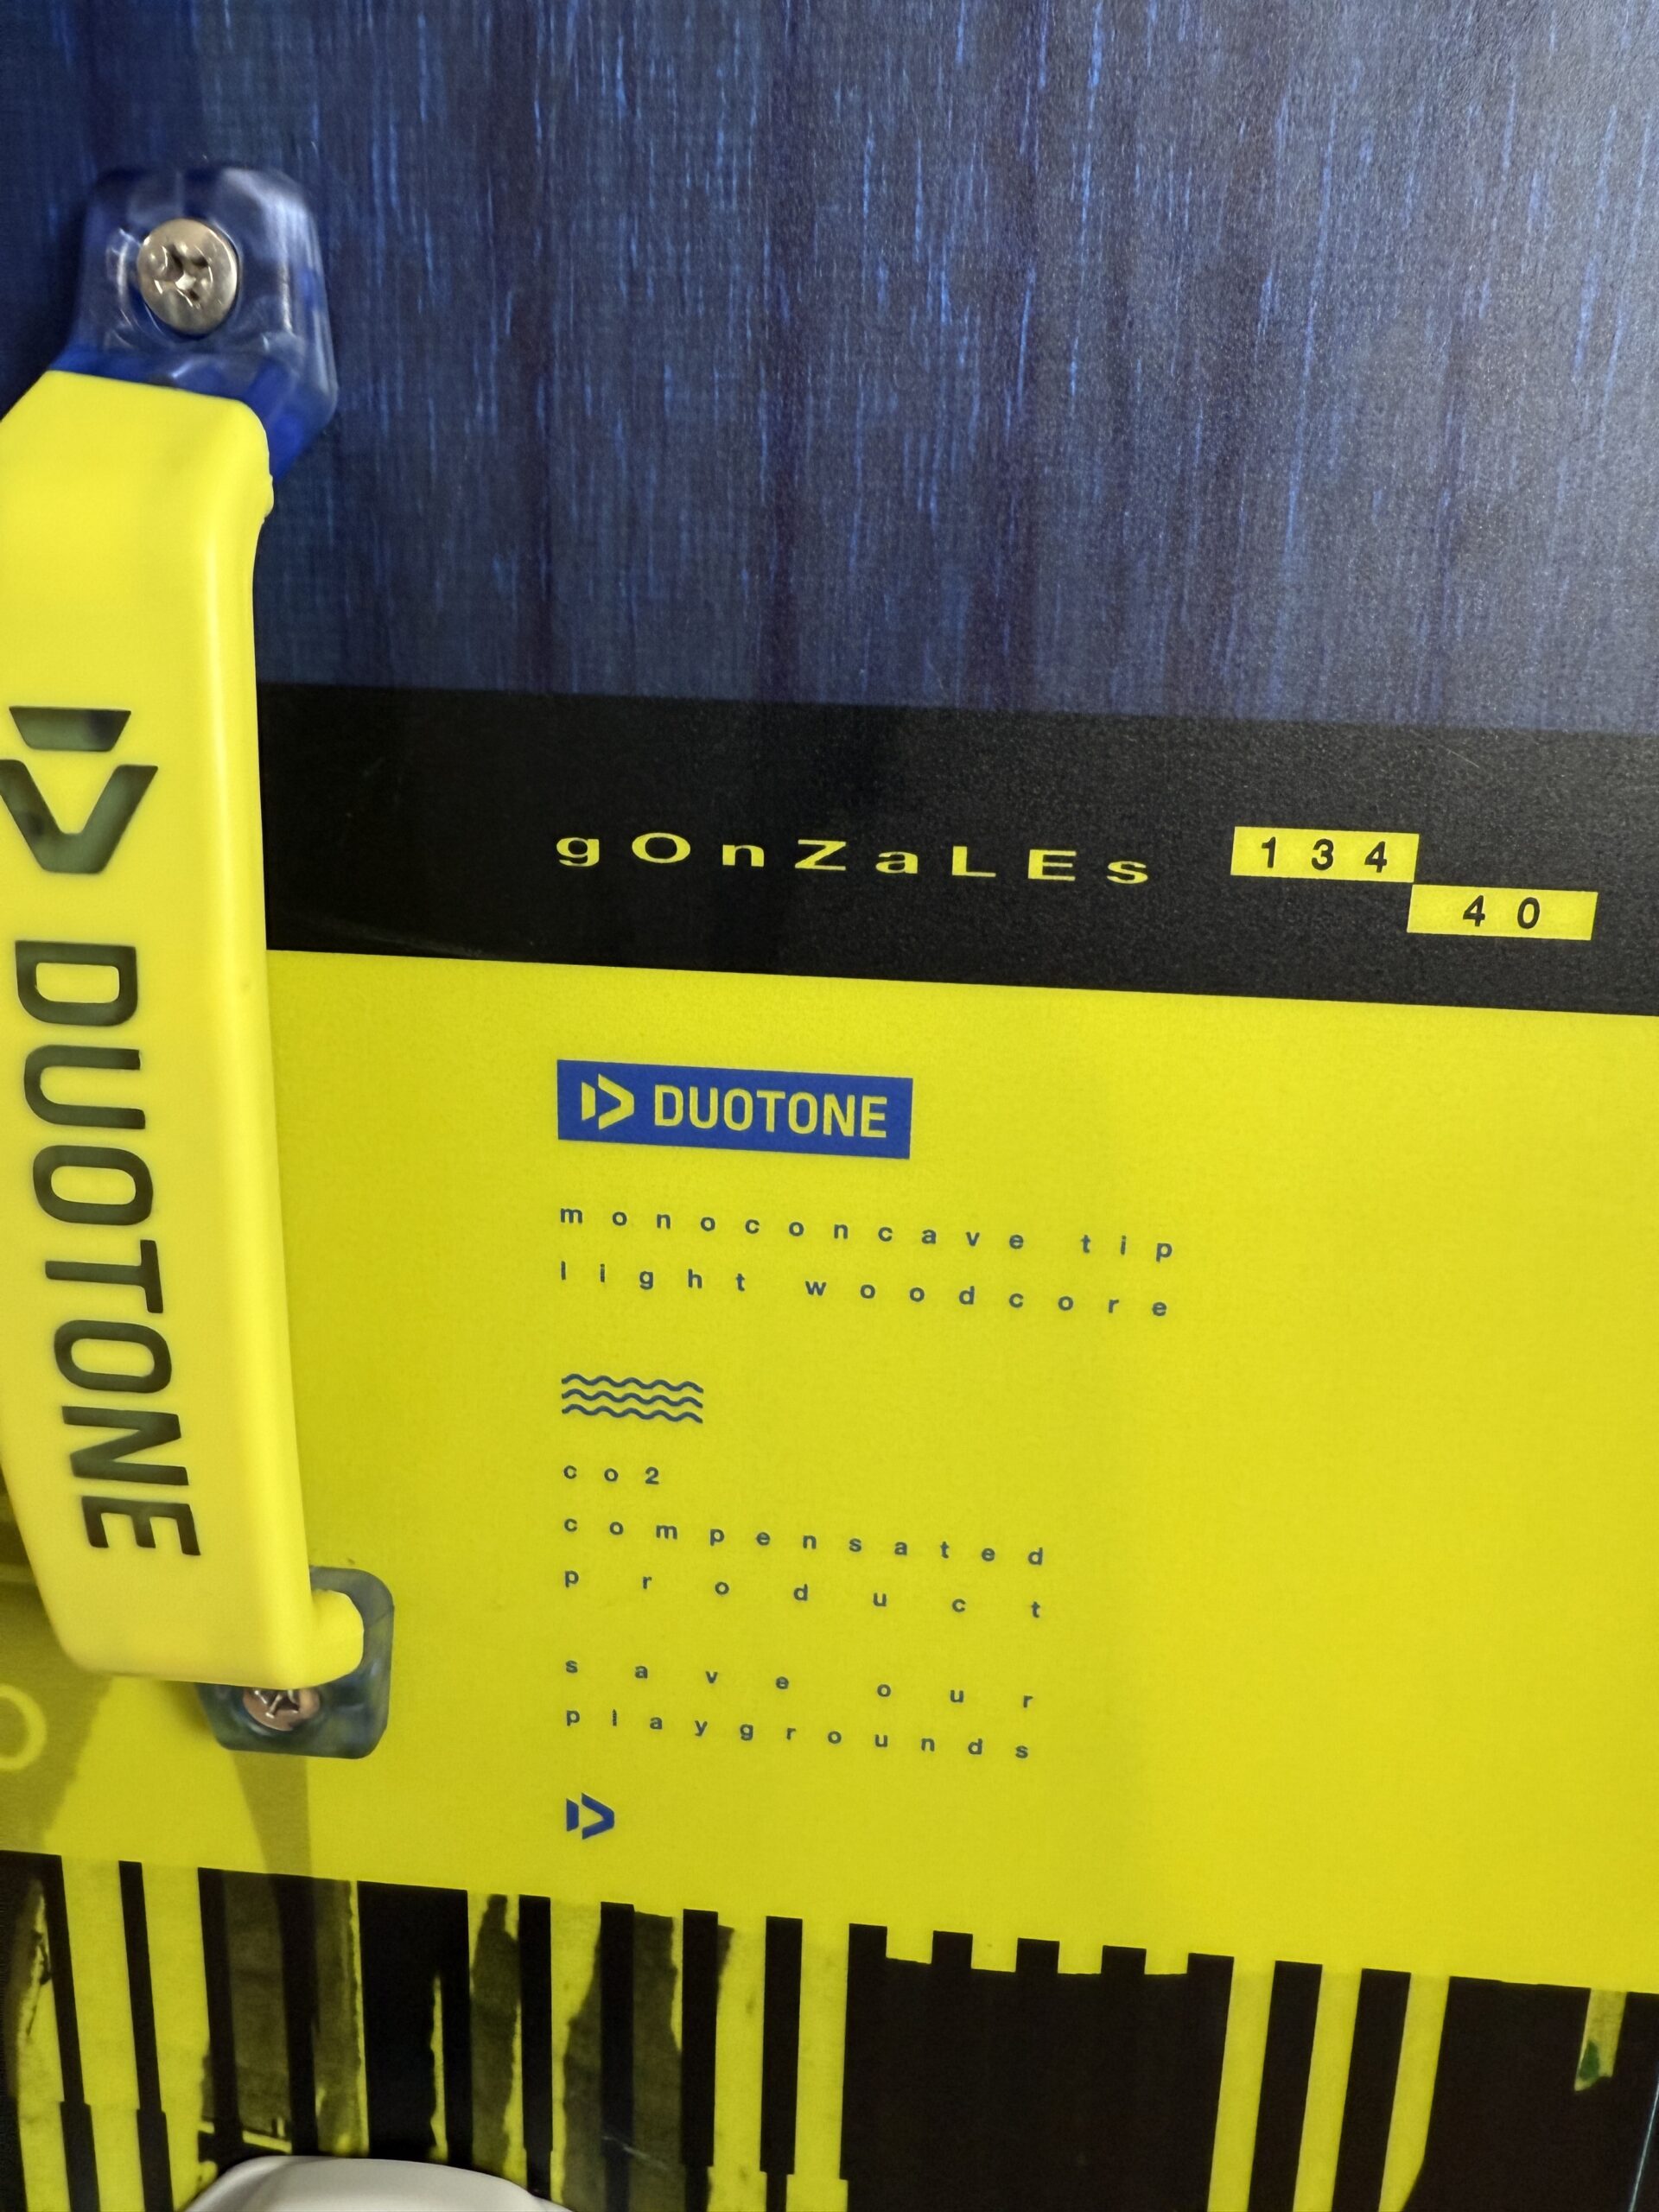 DUOTONE
gOnZaLEs 134
40
DUOTONE
monoconcave tip
light woodcore
co2
compensated
product
save our
playgrounds